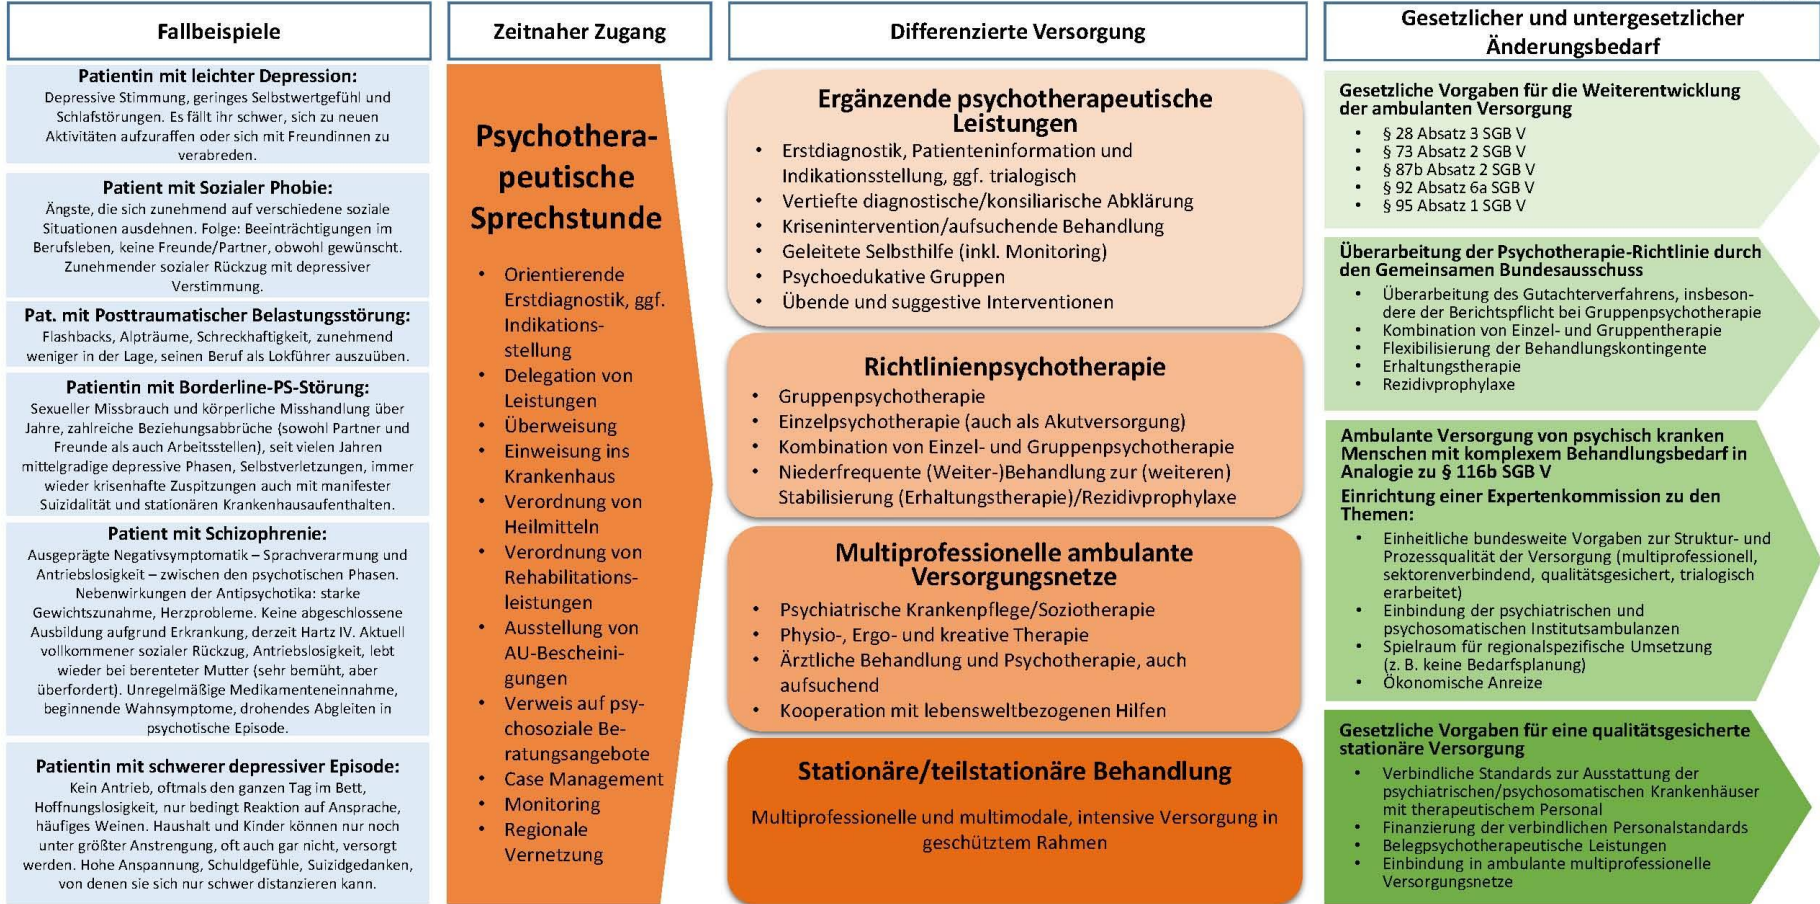 Fallbeispiele
Patientin mit leichter Depression:
Depressive Stimmung, geringes Selbstwertgefühl und
Schlafstörungen. Es fällt ihr schwer, sich zu neuen
Aktivitäten aufzuraffen oder sich mit Freundinnen zu
verabreden.
Patient mit Sozialer Phobie:
Ängste, die sich zunehmend auf verschiedene soziale
Situationen ausdehnen. Folge: Beeinträchtigungen im
Berufsleben, keine Freunde/Partner, obwohl gewünscht.
Zunehmender sozialer Rückzug mit depressiver
Verstimmung.
Pat. mit Posttraumatischer Belastungsstörung:
Flashbacks, Alpträume, Schreckhaftigkeit, zunehmend
weniger in der Lage, seinen Beruf als Lokführer auszuüben.
Patientin mit Borderline-PS-Störung:
Sexueller Missbrauch und körperliche Misshandlung über
Jahre, zahlreiche Beziehungsabbrüche (sowohl Partner und
Freunde als auch Arbeitsstellen), seit vielen Jahren
mittelgradige depressive Phasen, Selbstverletzungen, immer
wieder krisenhafte Zuspitzungen auch mit manifester
Suizidalität und stationären Krankenhausaufenthalten.
Patient mit Schizophrenie:
Ausgeprägte Negativsymptomatik – Sprachverarmung und
Antriebslosigkeit – zwischen den psychotischen Phasen.
Nebenwirkungen der Antipsychotika: starke
Gewichtszunahme, Herzprobleme. Keine abgeschlossene
Ausbildung aufgrund Erkrankung, derzeit Hartz IV. Aktuell
vollkommener sozialer Rückzug, Antriebslosigkeit, lebt
wieder bei berenteter Mutter (sehr bemüht, aber
überfordert). Unregelmäßige Medikamenteneinnahme,
beginnende Wahnsymptome, drohendes Abgleiten in
psychotische Episode.
Patientin mit schwerer depressiver Episode:
Kein Antrieb, oftmals den ganzen Tag im Bett,
Hoffnungslosigkeit, nur bedingt Reaktion auf Ansprache,
häufiges Weinen. Haushalt und Kinder können nur noch
unter größter Anstrengung, oft auch gar nicht, versorgt
werden. Hohe Anspannung, Schuldgefühle, Suizidgedanken,
von denen sie sich nur schwer distanzieren kann.
Zeitnaher Zugang
Psychothera-
peutische
Sprechstunde
• Orientierende
Erstdiagnostik, ggf.
Indikations-
stellung
• Delegation von
Leistungen
• Überweisung
• Einweisung ins
Krankenhaus
• Verordnung von
Heilmitteln
• Verordnung von
Rehabilitations-
leistungen
• Ausstellung von
AU-Bescheini-
gungen
• Verweis auf psy-
chosoziale Be-
ratungsangebote
• Case Management
• Monitoring
• Regionale
Vernetzung
Differenzierte Versorgung
Ergänzende psychotherapeutische
Leistungen
• Erstdiagnostik, Patienteninformation und
Indikationsstellung, ggf. trialogisch
• Vertiefte diagnostische/konsiliarische Abklärung
• Krisenintervention/aufsuchende Behandlung
• Geleitete Selbsthilfe (inkl. Monitoring)
• Psychoedukative Gruppen
• Übende und suggestive Interventionen
Richtlinienpsychotherapie
• Gruppenpsychotherapie
• Einzelpsychotherapie (auch als Akutversorgung)
• Kombination von Einzel- und Gruppenpsychotherapie
• Niederfrequente (Weiter-)Behandlung zur (weiteren)
Stabilisierung (Erhaltungstherapie)/Rezidivprophylaxe
Multiprofessionelle ambulante
Versorgungsnetze
• Psychiatrische Krankenpflege/Soziotherapie
• Physio-, Ergo- und kreative Therapie
• Ärztliche Behandlung und Psychotherapie, auch
aufsuchend
• Kooperation mit lebensweltbezogenen Hilfen
Stationäre/teilstationäre Behandlung
Multiprofessionelle und multimodale, intensive Versorgung in
geschütztem Rahmen
Gesetzlicher und untergesetzlicher
Änderungsbedarf
Gesetzliche Vorgaben für die Weiterentwicklung
der ambulanten Versorgung
• § 28 Absatz 3 SGB V
• § 73 Absatz 2 SGB V
• § 87b Absatz 2 SGB V
• § 92 Absatz 6a SGB V
• § 95 Absatz 1 SGB V
Überarbeitung der Psychotherapie-Richtlinie durch
den Gemeinsamen Bundesausschuss
• Überarbeitung des Gutachterverfahrens, insbeson-
dere der Berichtspflicht bei Gruppenpsychotherapie
• Kombination von Einzel- und Gruppentherapie
• Flexibilisierung der Behandlungskontingente
• Erhaltungstherapie
• Rezidivprophylaxe
Ambulante Versorgung von psychisch kranken
Menschen mit komplexem Behandlungsbedarf in
Analogie zu § 116b SGB V
Einrichtung einer Expertenkommission zu den
Themen:
• Einheitliche bundesweite Vorgaben zur Struktur- und
Prozessqualität der Versorgung (multiprofessionell,
sektorenverbindend, qualitätsgesichert, trialogisch
erarbeitet)
• Einbindung der psychiatrischen und
psychosomatischen Institutsambulanzen
• Spielraum für regionalspezifische Umsetzung
(z. B. keine Bedarfsplanung)
• Ökonomische Anreize
Gesetzliche Vorgaben für eine qualitätsgesicherte
stationäre Versorgung
• Verbindliche Standards zur Ausstattung der
psychiatrischen/psychosomatischen Krankenhäuser
mit therapeutischem Personal
• Finanzierung der verbindlichen Personalstandards
• Belegpsychotherapeutische Leistungen
• Einbindung in ambulante multiprofessionelle
Versorgungsnetze